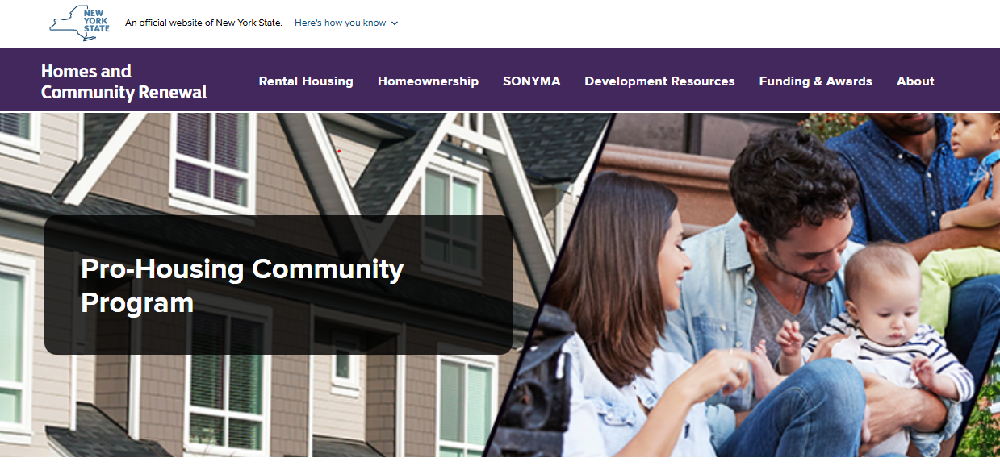 NEW
YORK
STATE
An official website of New York State. Here's how you know
Homes and
Community Renewal
Rental Housing Homeownership SONYMA Development Resources Funding & Awards About
Pro-Housing Community
Program